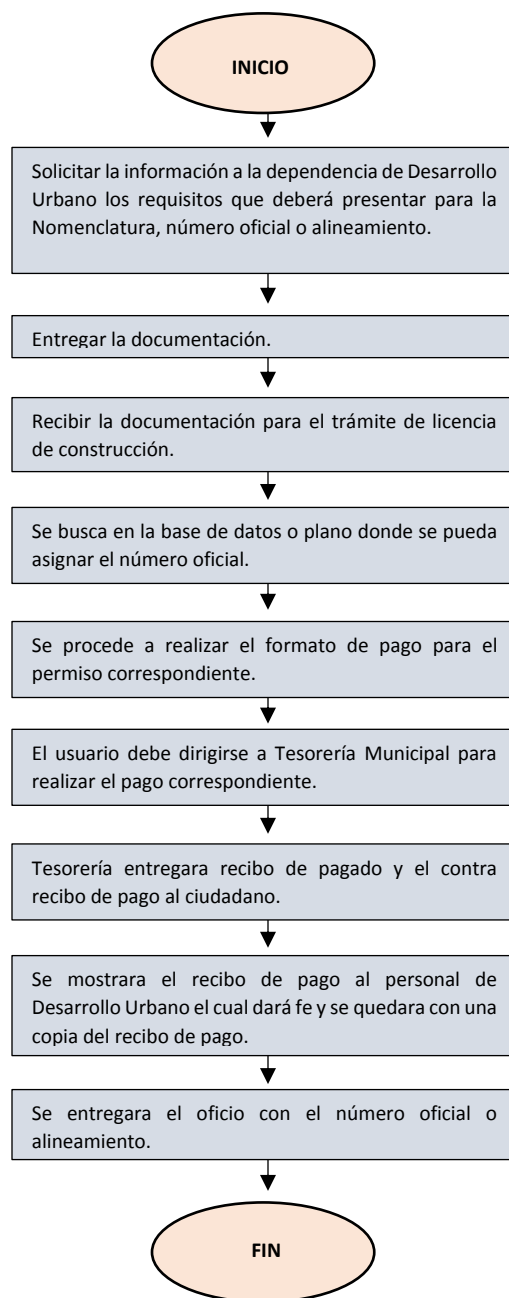 INICIO
Solicitar la información a la dependencia de Desarrollo
Urbano los requisitos que deberá presentar para la
Nomenclatura, número oficial o alineamiento.
Entregar la documentación.
Recibir la documentación para el trámite de licencia
de construcción.
Se busca en la base de datos o plano donde se pueda
asignar el número oficial.
Se procede a realizar el formato de pago para el
permiso correspondiente.
El usuario debe dirigirse a Tesorería Municipal para
realizar el pago correspondiente.
Tesorería entregara recibo de pagado y el contra
recibo de pago al ciudadano.
Se mostrara el recibo de pago al personal de
Desarrollo Urbano el cual dará fe y se quedara con una
copia del recibo de pago.
Se entregara el oficio con el número oficial o
alineamiento.
FIN